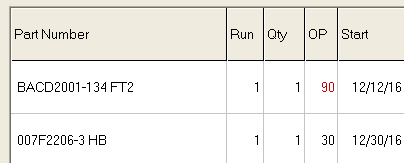 Part Number Run Qty OP Start
BACD2001-134 FT2 1 1 90 12/12/16
007F2206-3 HB 1 1 30 12/30/16